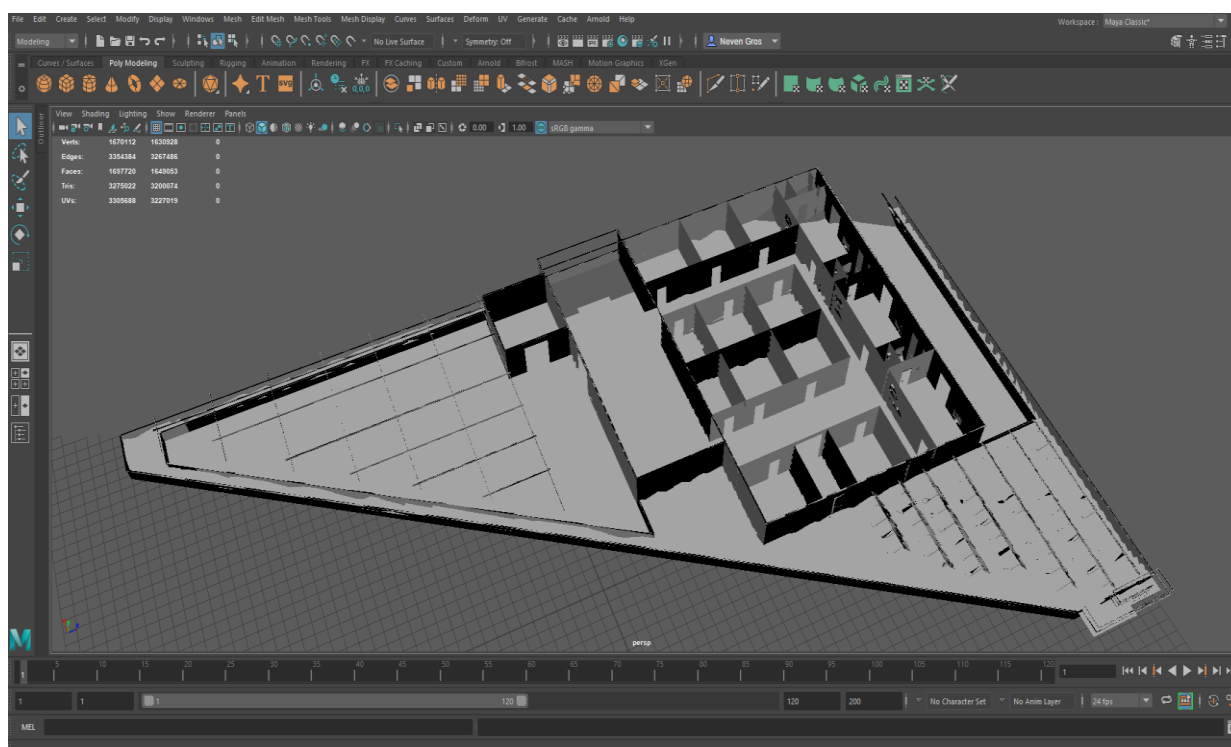 File Edit Create Select Modify Display Windows Mesh Edit Mesh Mesh Tools Mesh Display Curves Surfaces Deform UV Generate Cache Arnold Help Workspace : Maya Classic*
Modeling No Live Surface Symmetry: Off Neven Gros
Curves / Surfaces Poly Modeling Sculpting Rigging Animation Rendering FX FX Caching Custom Arnold Bifrost MASH Motion Graphics XGen
T SVG 0,0,0
View Shading Lighting Show Renderer Panels
Outliner
0.00 1.00 sRGB gamma
Verts: 1670112 1630928 0
Edges: 3354384 3267486 0
Faces: 1697720 1649053 0
Tris: 3275022 3200074 0
UVs: 3305688 3227019 0
persp
5 10 15 20 25 30 35 40 45 50 55 60 65 70 75 80 85 90 95 100 105 110 115 120
1 1
1 1 1 120 120 200 No Character Set No Anim Layer 24 fps
MEL